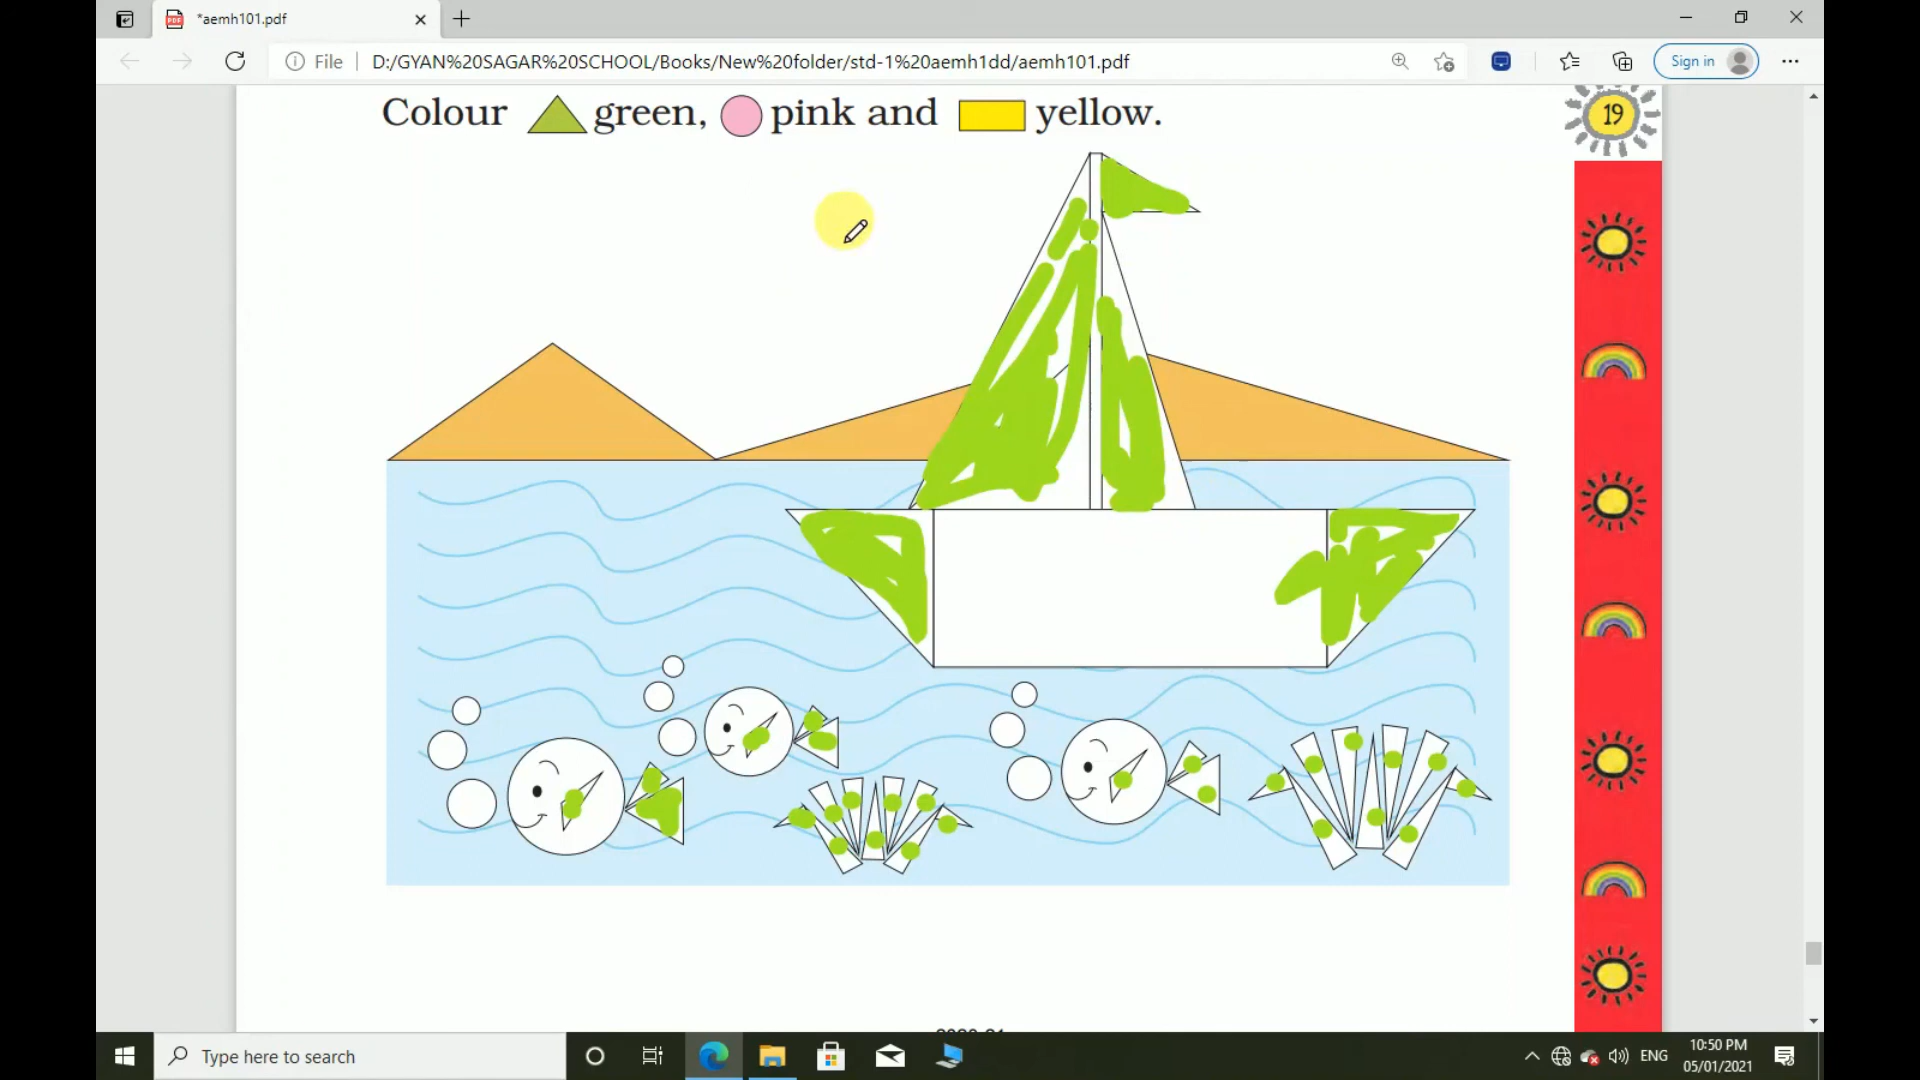 *aemh101.pdf
File D:/GYAN%20SAGAR%20SCHOOL/Books/New%20folder/std-1%20aemh1dd/aemh101.pdf
Sign in
Colour green, pink and yellow.
19
Type here to search
ENG
10:50 PM
05/01/2021